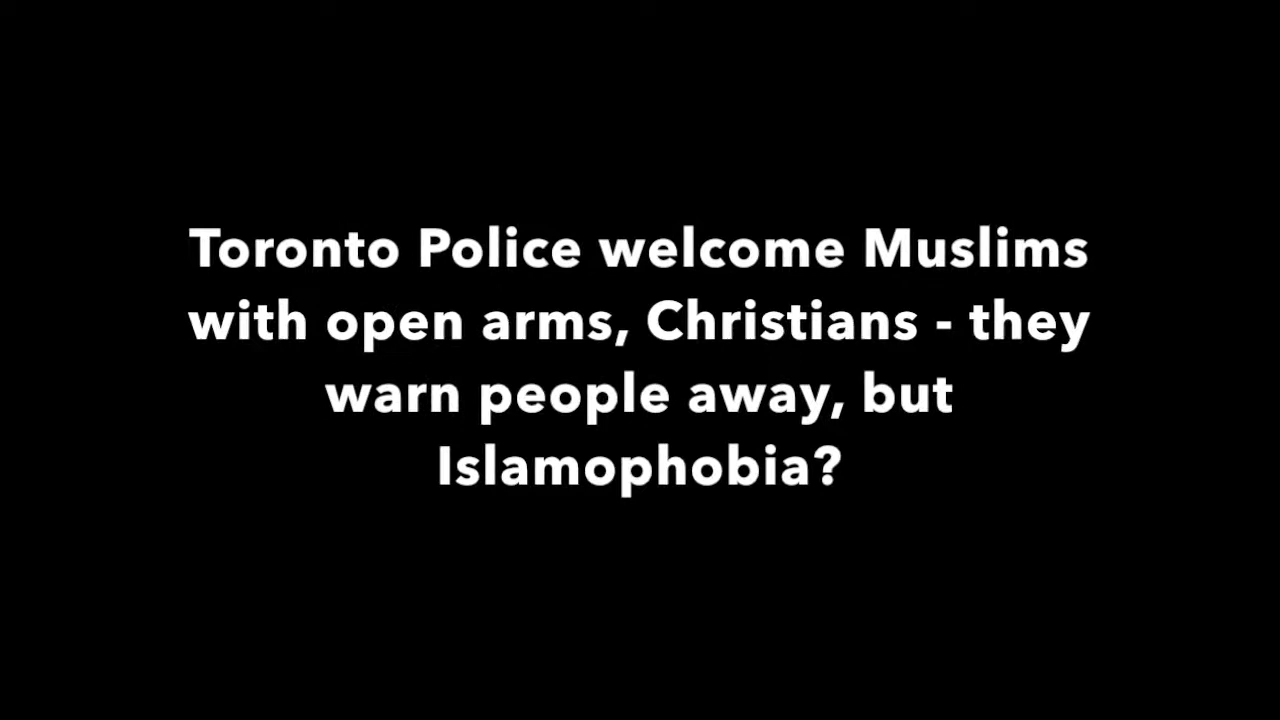 Toronto Police welcome Muslims
with open arms, Christians - they
warn people away, but
Islamophobia?